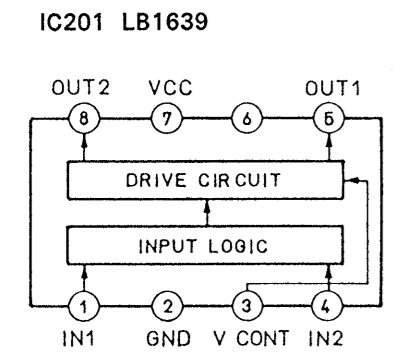 IC201 LB1639
OUT2 VCC OUT1
8 7 6 5
DRIVE CIRCUIT
INPUT LOGIC
1 2 3 4
IN1 GND V CONT IN2